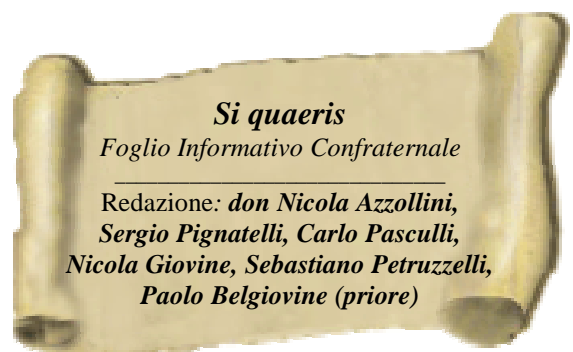 Si quaeris
Foglio Informativo Confraternale
Redazione: don Nicola Azzollini,
Sergio Pignatelli, Carlo Pasculli,
Nicola Giovine, Sebastiano Petruzzelli,
Paolo Belgiovine (priore)